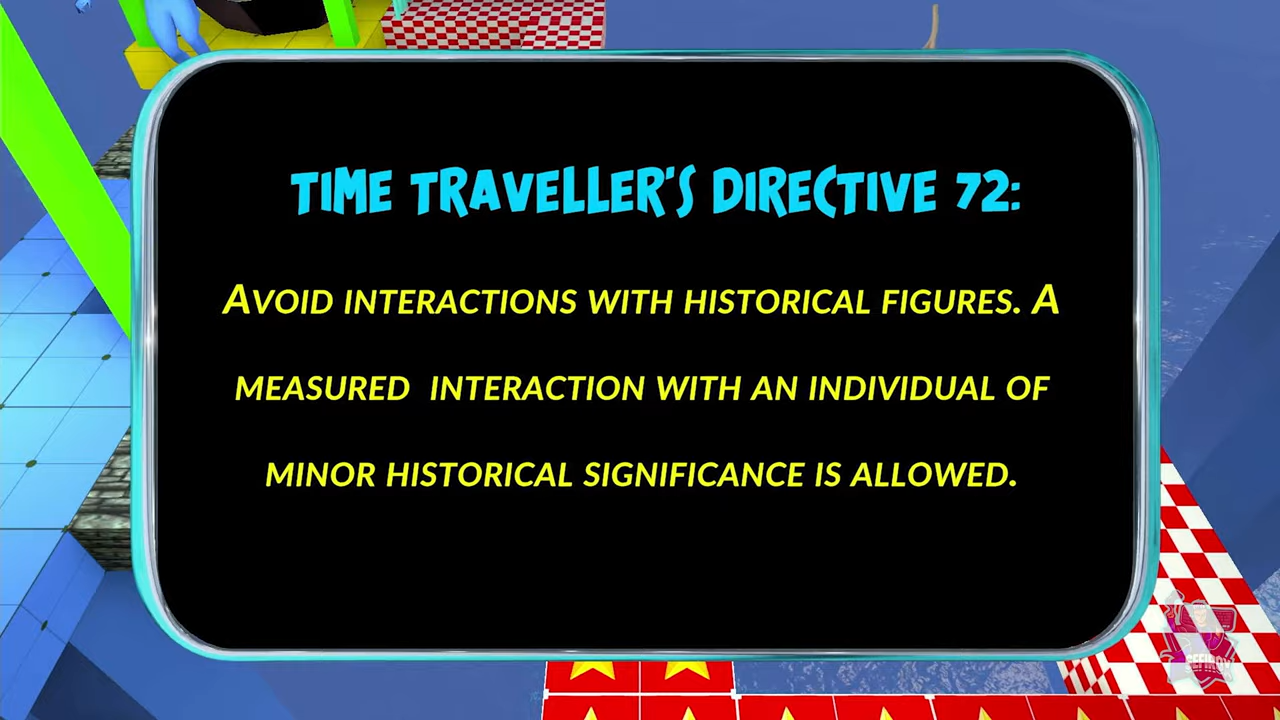 TIME TRAVELLER'S DIRECTIVE 72:
AVOID INTERACTIONS WITH HISTORICAL FIGURES. A
MEASURED INTERACTION WITH AN INDIVIDUAL OF
MINOR HISTORICAL SIGNIFICANCE IS ALLOWED.